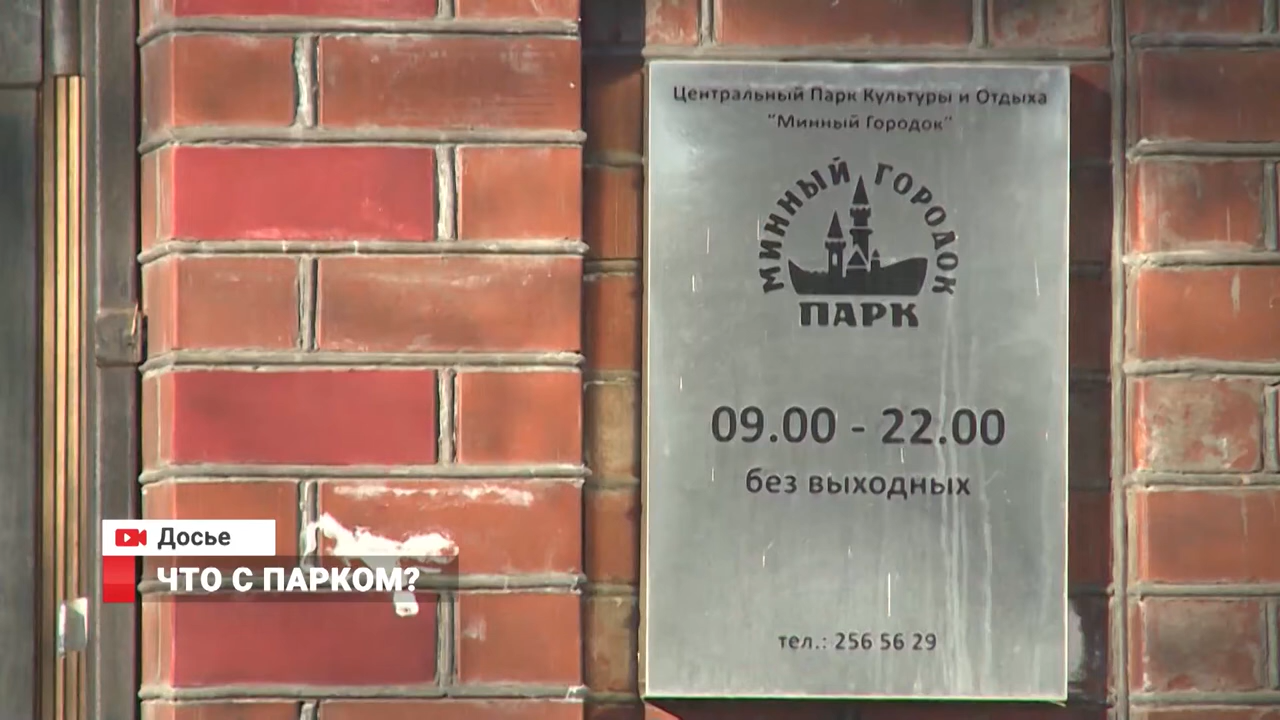 Центральный Парк Культуры и Отдыха
"Минный Городок"
МИННЫЙ ГОРОДОК
ПАРК
09.00 - 22.00
без выходных
тел.: 256 56 29
Досье
ЧТО С ПАРКОМ?